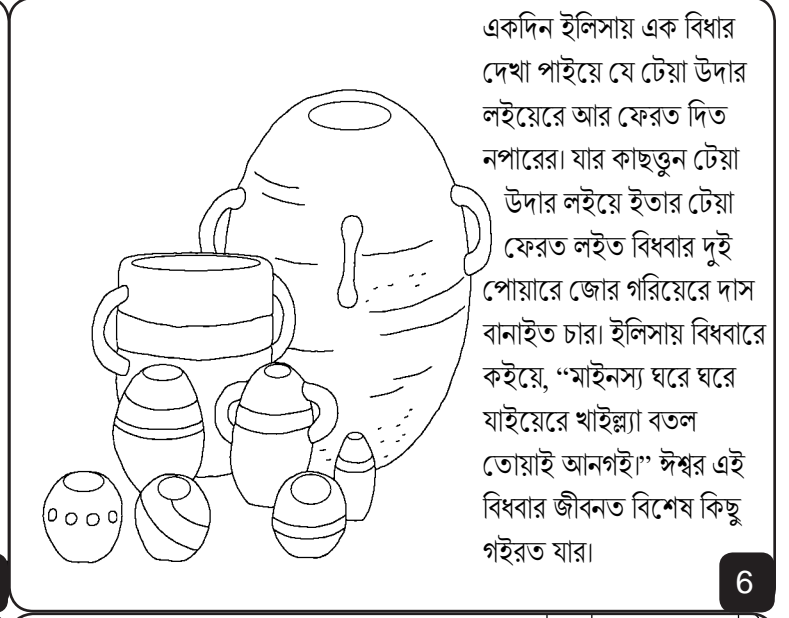 একদিন ইলিসায় এক বিধার
দেখা পাইয়ে যে টেয়া উদার
লইয়েরে আর ফেরত দিত
নপারের। যার কাছত্তুন টেয়া
উদার লইয়ে ইতার টেয়া
ফেরত লইত বিধবার দুই
পোয়ারে জোর গরিয়েরে দাস
বানাইত চার। ইলিসায় বিধবারে
কইয়ে, “মাইনস্য ঘরে ঘরে
যাইয়েরে খাইল্ল্যা বতল
তোয়াই আনগই।” ঈশ্বর এই
বিধবার জীবনত বিশেষ কিছু
গইরত যার।
6